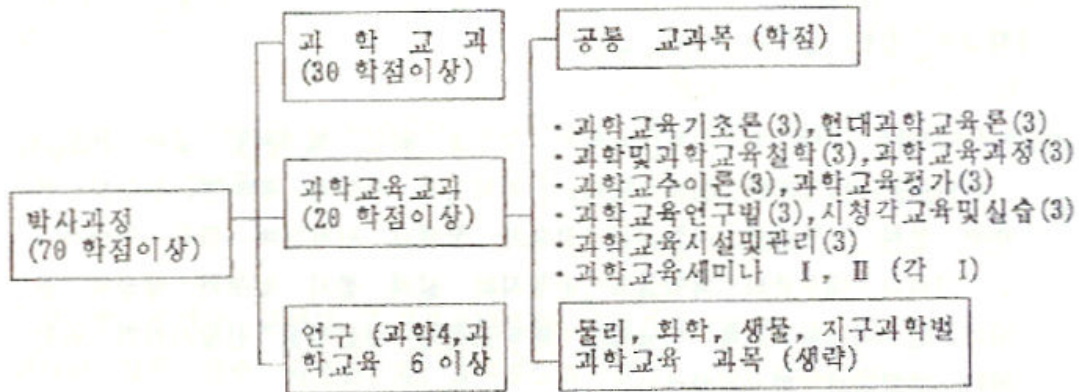 박사과정
(70 학점이상)
과 학 교 과
(30 학점이상)
과학교육교과
(20 학점이상)
연구 (과학4,과
학교육 6 이상
공통 교과목 (학점)
· 과학교육기초론(3),현대과학교육론(3)
· 과학및과학교육철학(3),과학교육과정(3)
· 과학교수이론(3),과학교육평가(3)
· 과학교육연구법(3),시청각교육및실습(3)
· 과학교육시설및관리(3)
· 과학교육세미나 Ⅰ, Ⅱ (각 I)
물리, 화학, 생물, 지구과학별
과학교육 과목 (생략)